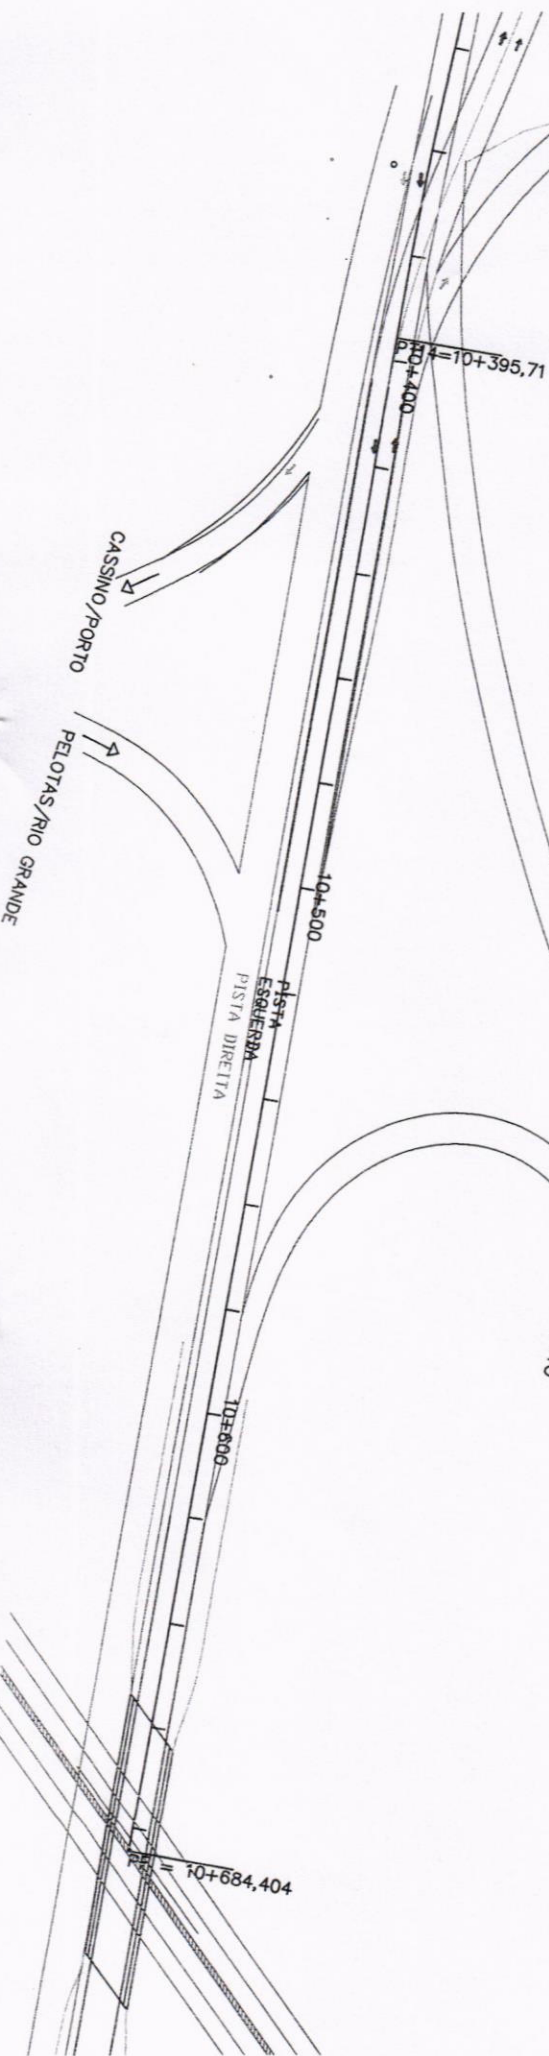 =10+395,71
10+400
CASSINO/PORTO
PELOTAS/RIO GRANDE
10+500
PISTA
ESQUERDA
PISTA DIREITA
10+600
= 10+684,404